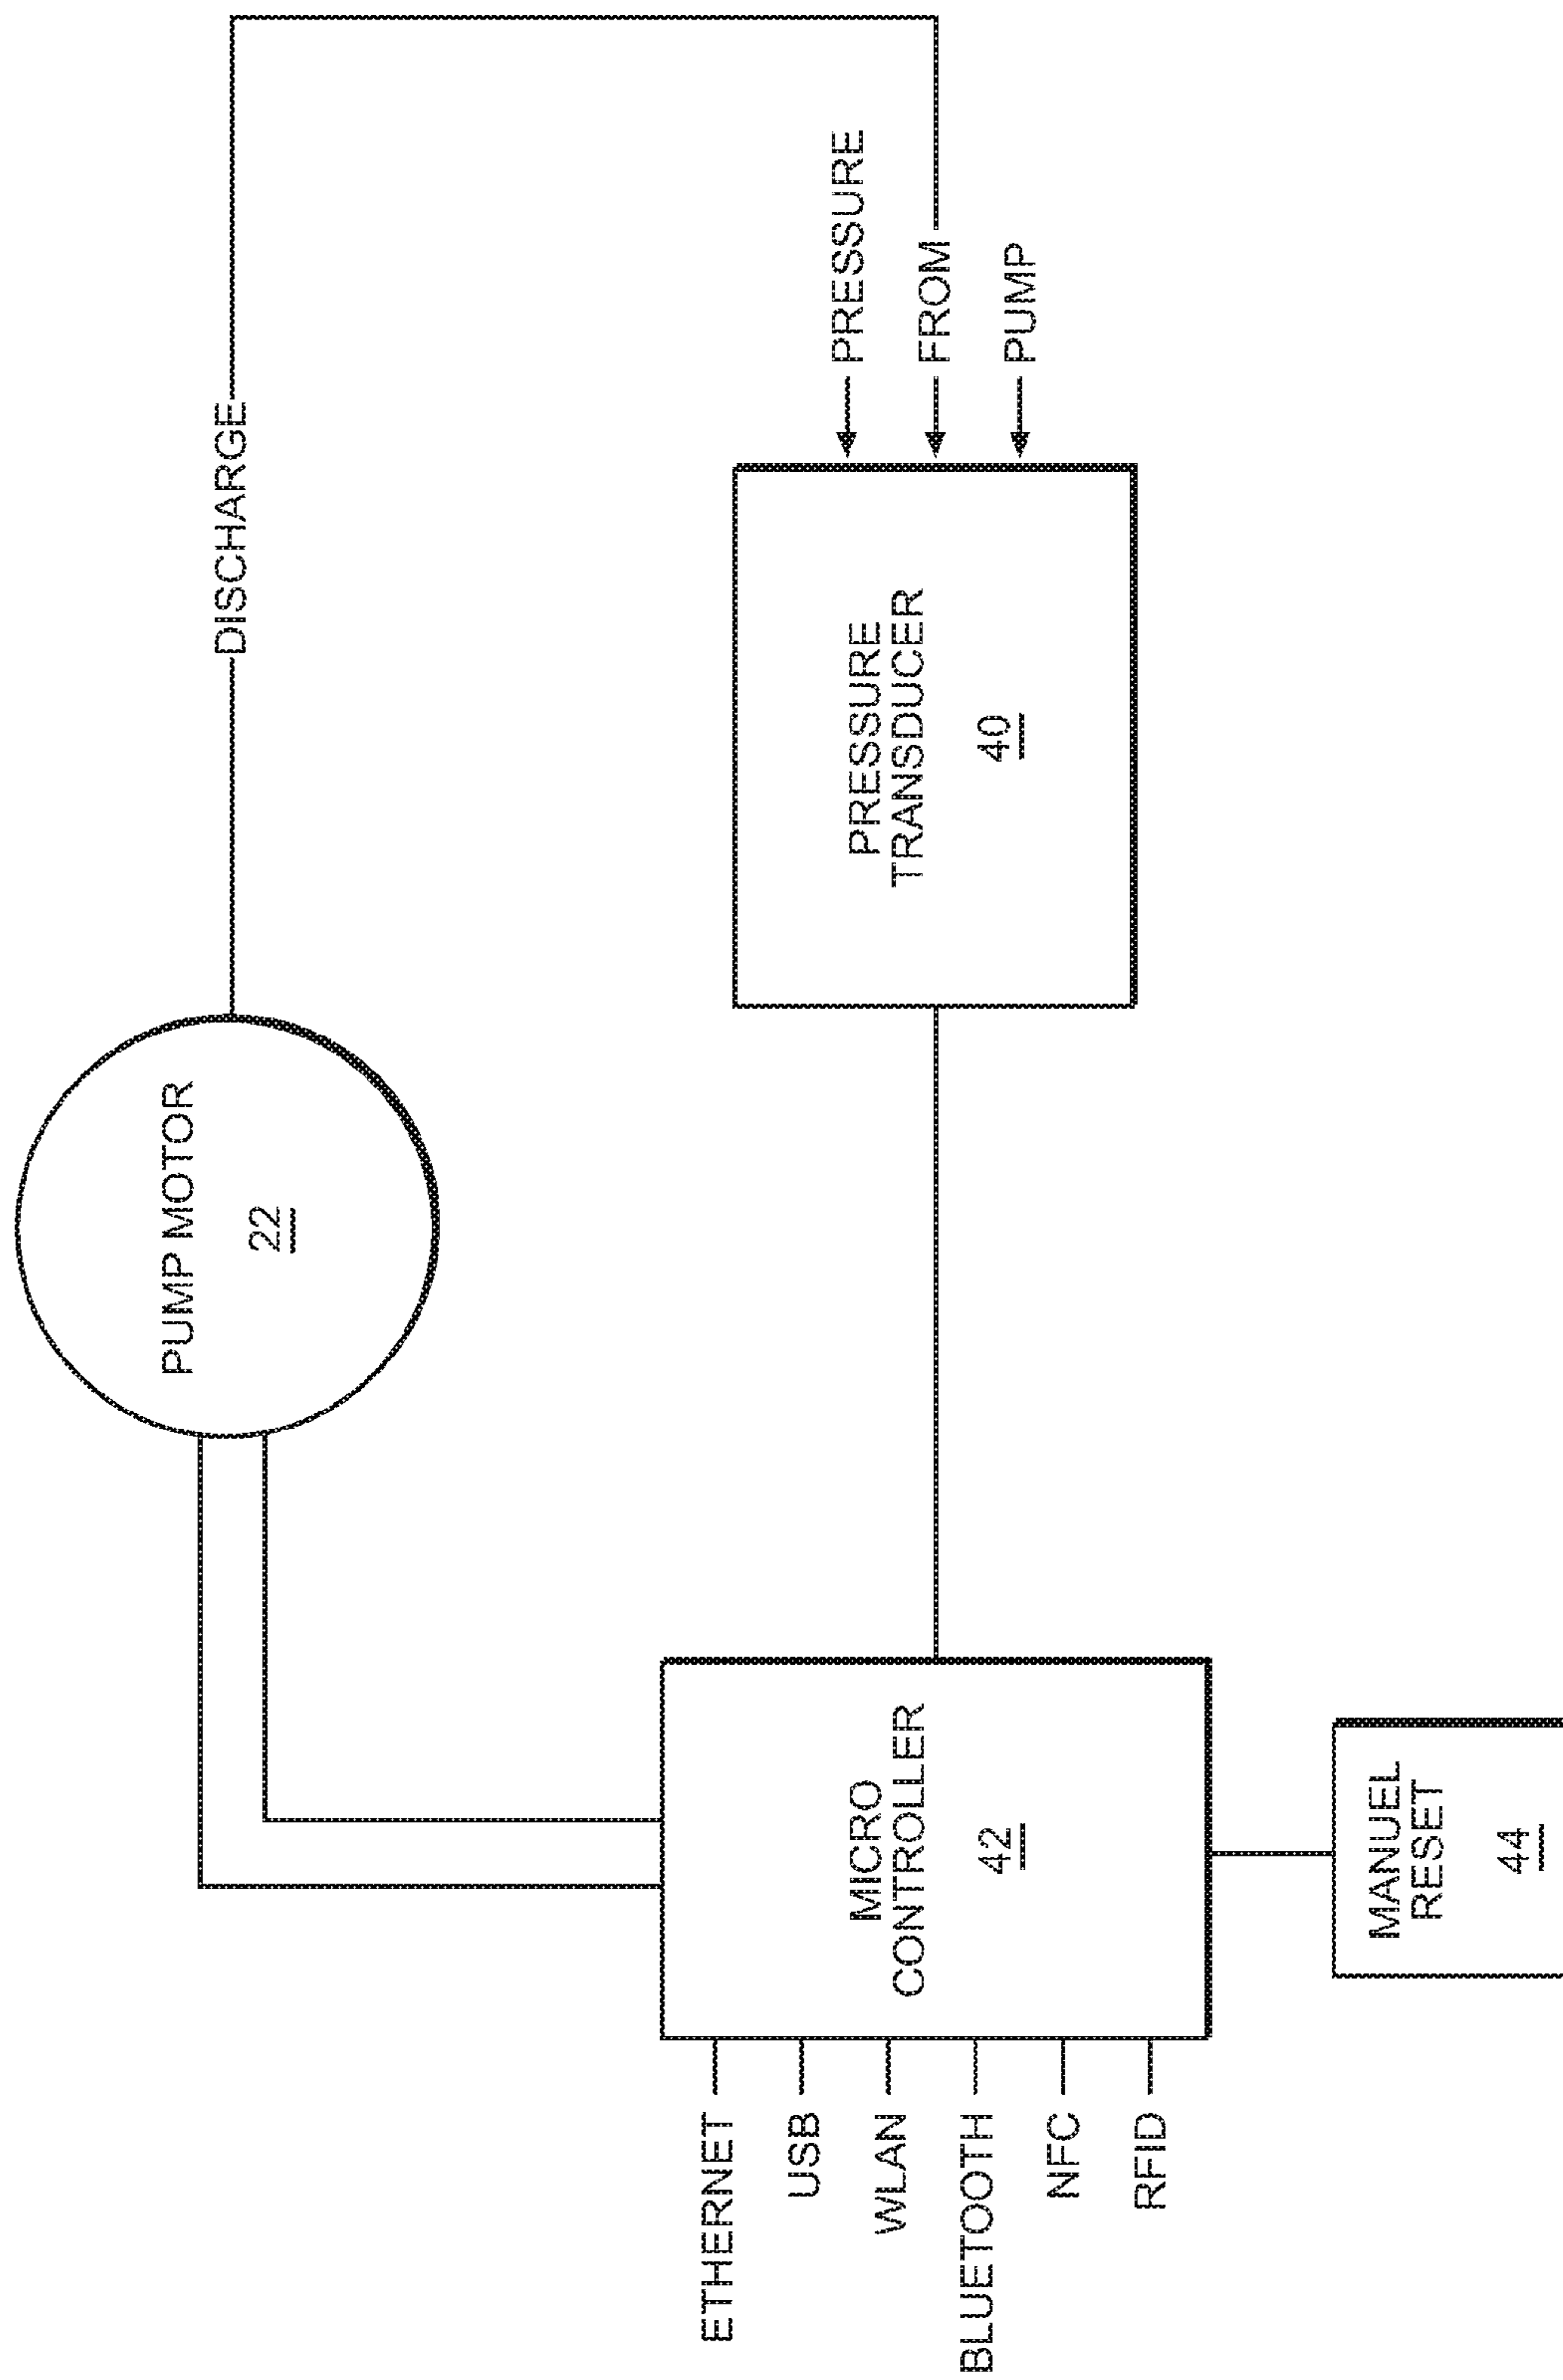 PUMP MOTOR
22
DISCHARGE
ETHERNET
USB
WLAN
BLUETOOTH
NFC
RFID
MICRO
CONTROLLER
42
PRESSURE
TRANSDUCER
40
PRESSURE
FROM
PUMP
MANUEL
RESET
44